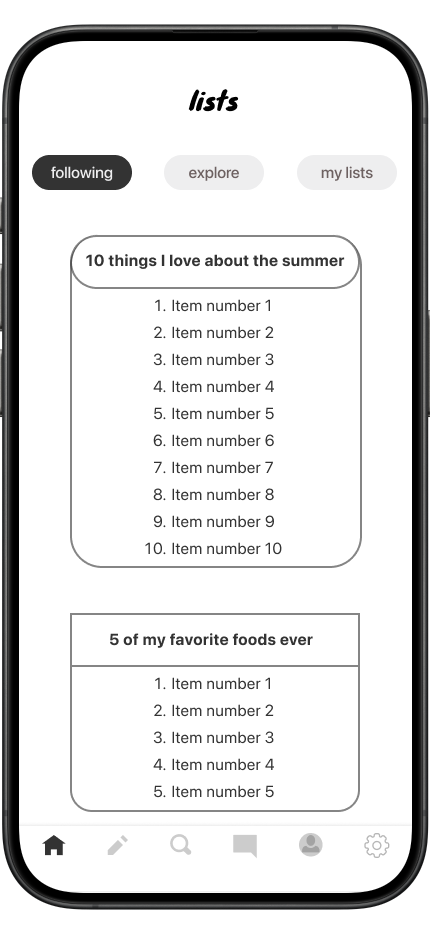 lists
following
explore
my lists
10 things I love about the summer
1. Item number 1
2. Item number 2
3. Item number 3
4. Item number 4
5. Item number 5
6. Item number 6
7. Item number 7
8. Item number 8
9. Item number 9
10. Item number 10
5 of my favorite foods ever
1. Item number 1
2. Item number 2
3. Item number 3
4. Item number 4
5. Item number 5